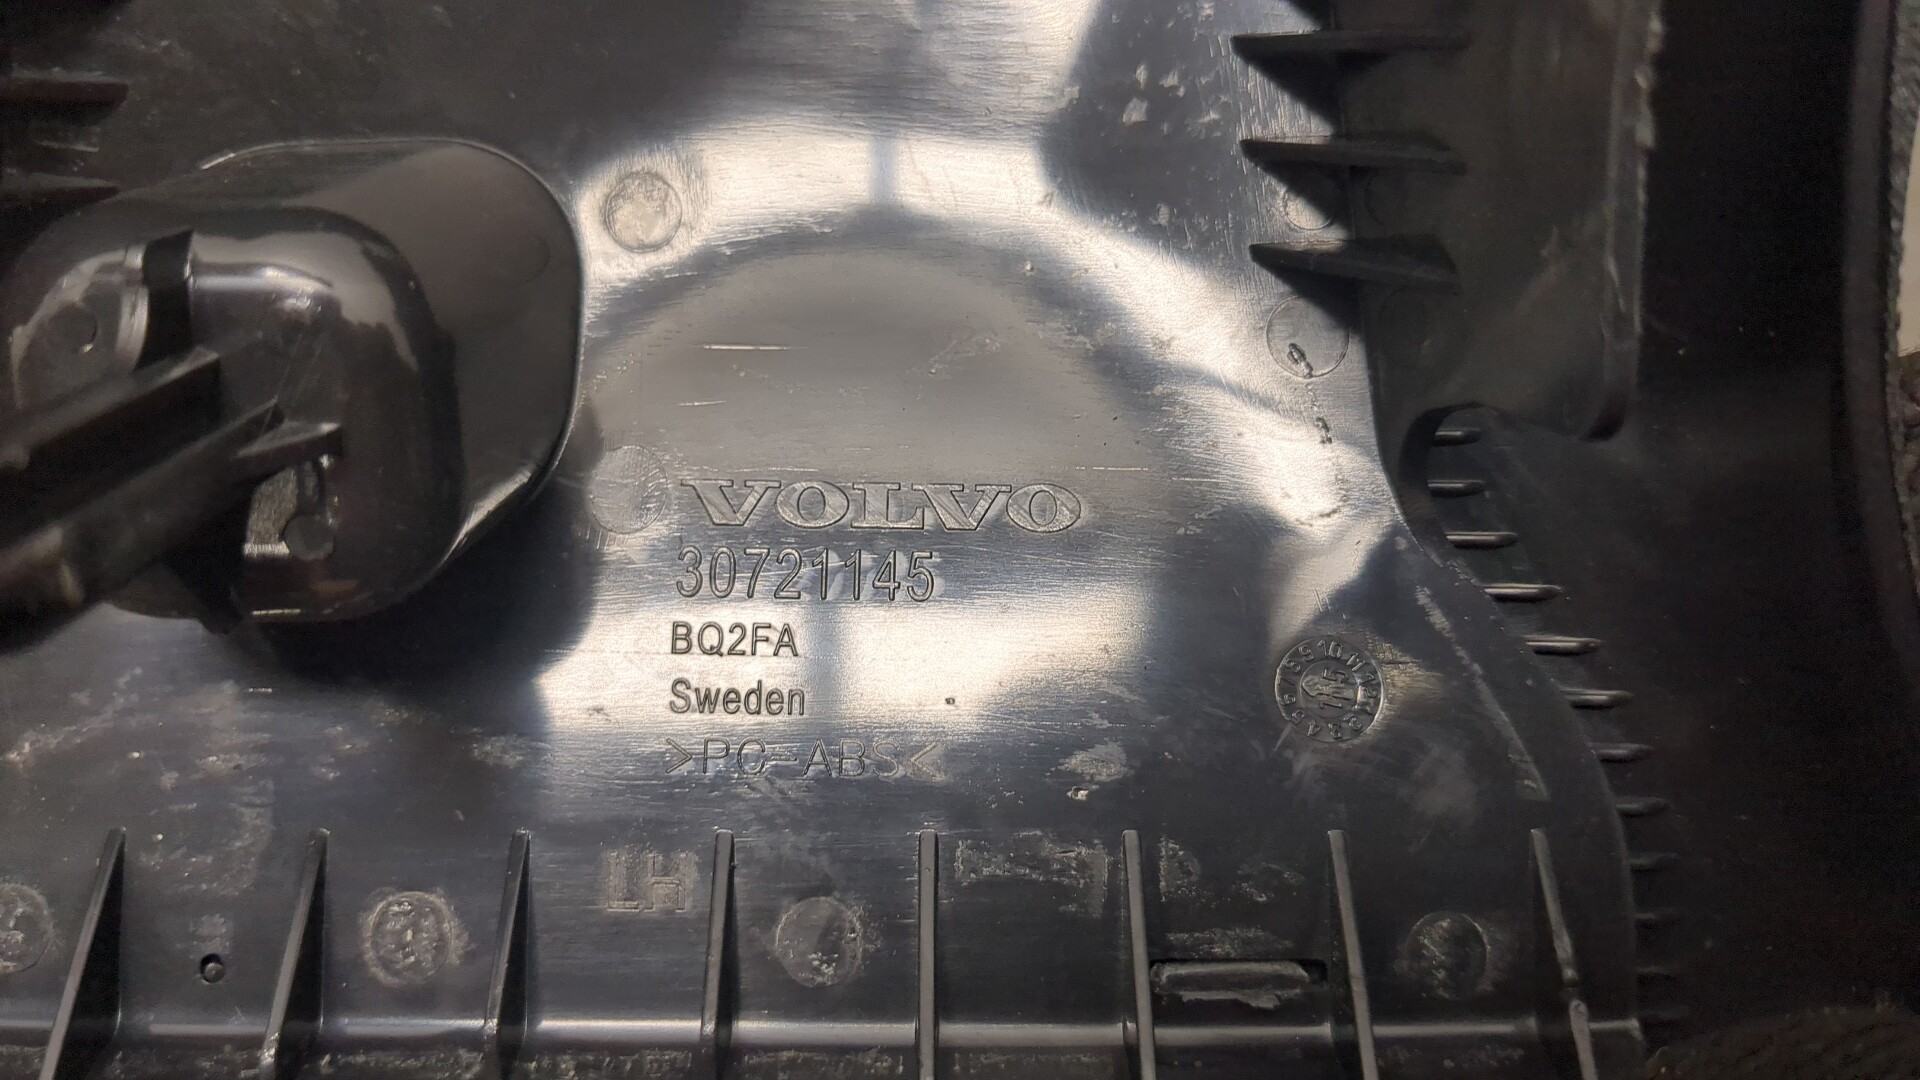 VOLVO
30721145
BQ2FA
Sweden
>PC-ABS<
LH